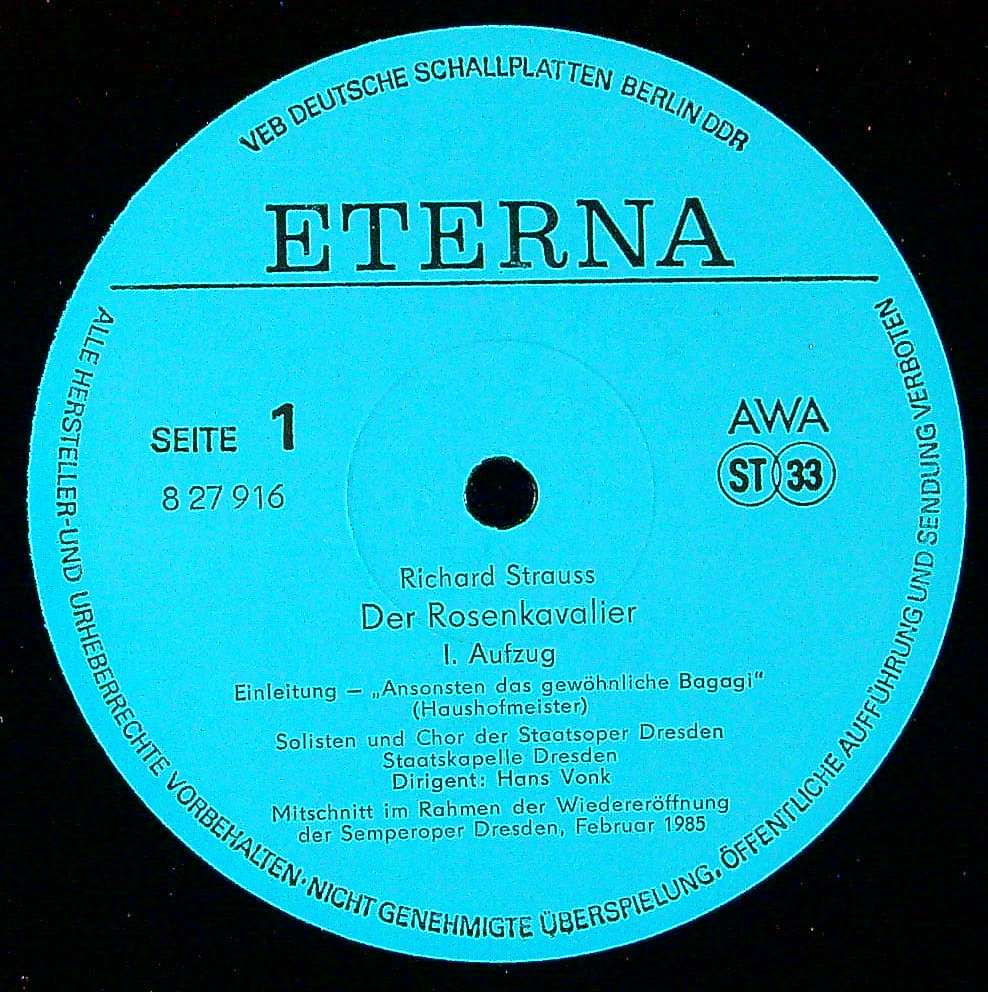 VEB DEUTSCHE SCHALLPLATTEN BERLIN DDR
ETERNA
ALLE HERSTELLER-UND URHEBERRECHTE VORBEHALTEN·NICHT GENEHMIGTE ÜBERSPIELUNG, ÖFFENTLICHE AUFFÜHRUNG UND SENDUNG VERBOTEN
SEITE 1
8 27 916
AWA
ST 33
Richard Strauss
Der Rosenkavalier
I. Aufzug
Einleitung – „Ansonsten das gewöhnliche Bagagi“
(Haushofmeister)
Solisten und Chor der Staatsoper Dresden
Staatskapelle Dresden
Dirigent: Hans Vonk
Mitschnitt im Rahmen der Wiedereröffnung
der Semperoper Dresden, Februar 1985